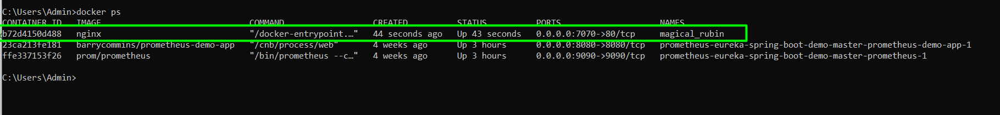 C:\Users\Admin>docker ps
CONTAINER ID   IMAGE                             COMMAND                  CREATED          STATUS          PORTS                    NAMES
b72d4150d488   nginx                             "/docker-entrypoint.…"   44 seconds ago   Up 43 seconds   0.0.0.0:7070->80/tcp     magical_rubin
23ca213fe181   barrycommins/prometheus-demo-app   "/cnb/process/web"       4 weeks ago      Up 3 hours      0.0.0.0:8080->8080/tcp   prometheus-eureka-spring-boot-demo-master-prometheus-demo-app-1
ffe337153f26   prom/prometheus                   "/bin/prometheus --c…"   4 weeks ago      Up 3 hours      0.0.0.0:9090->9090/tcp   prometheus-eureka-spring-boot-demo-master-prometheus-1
C:\Users\Admin>